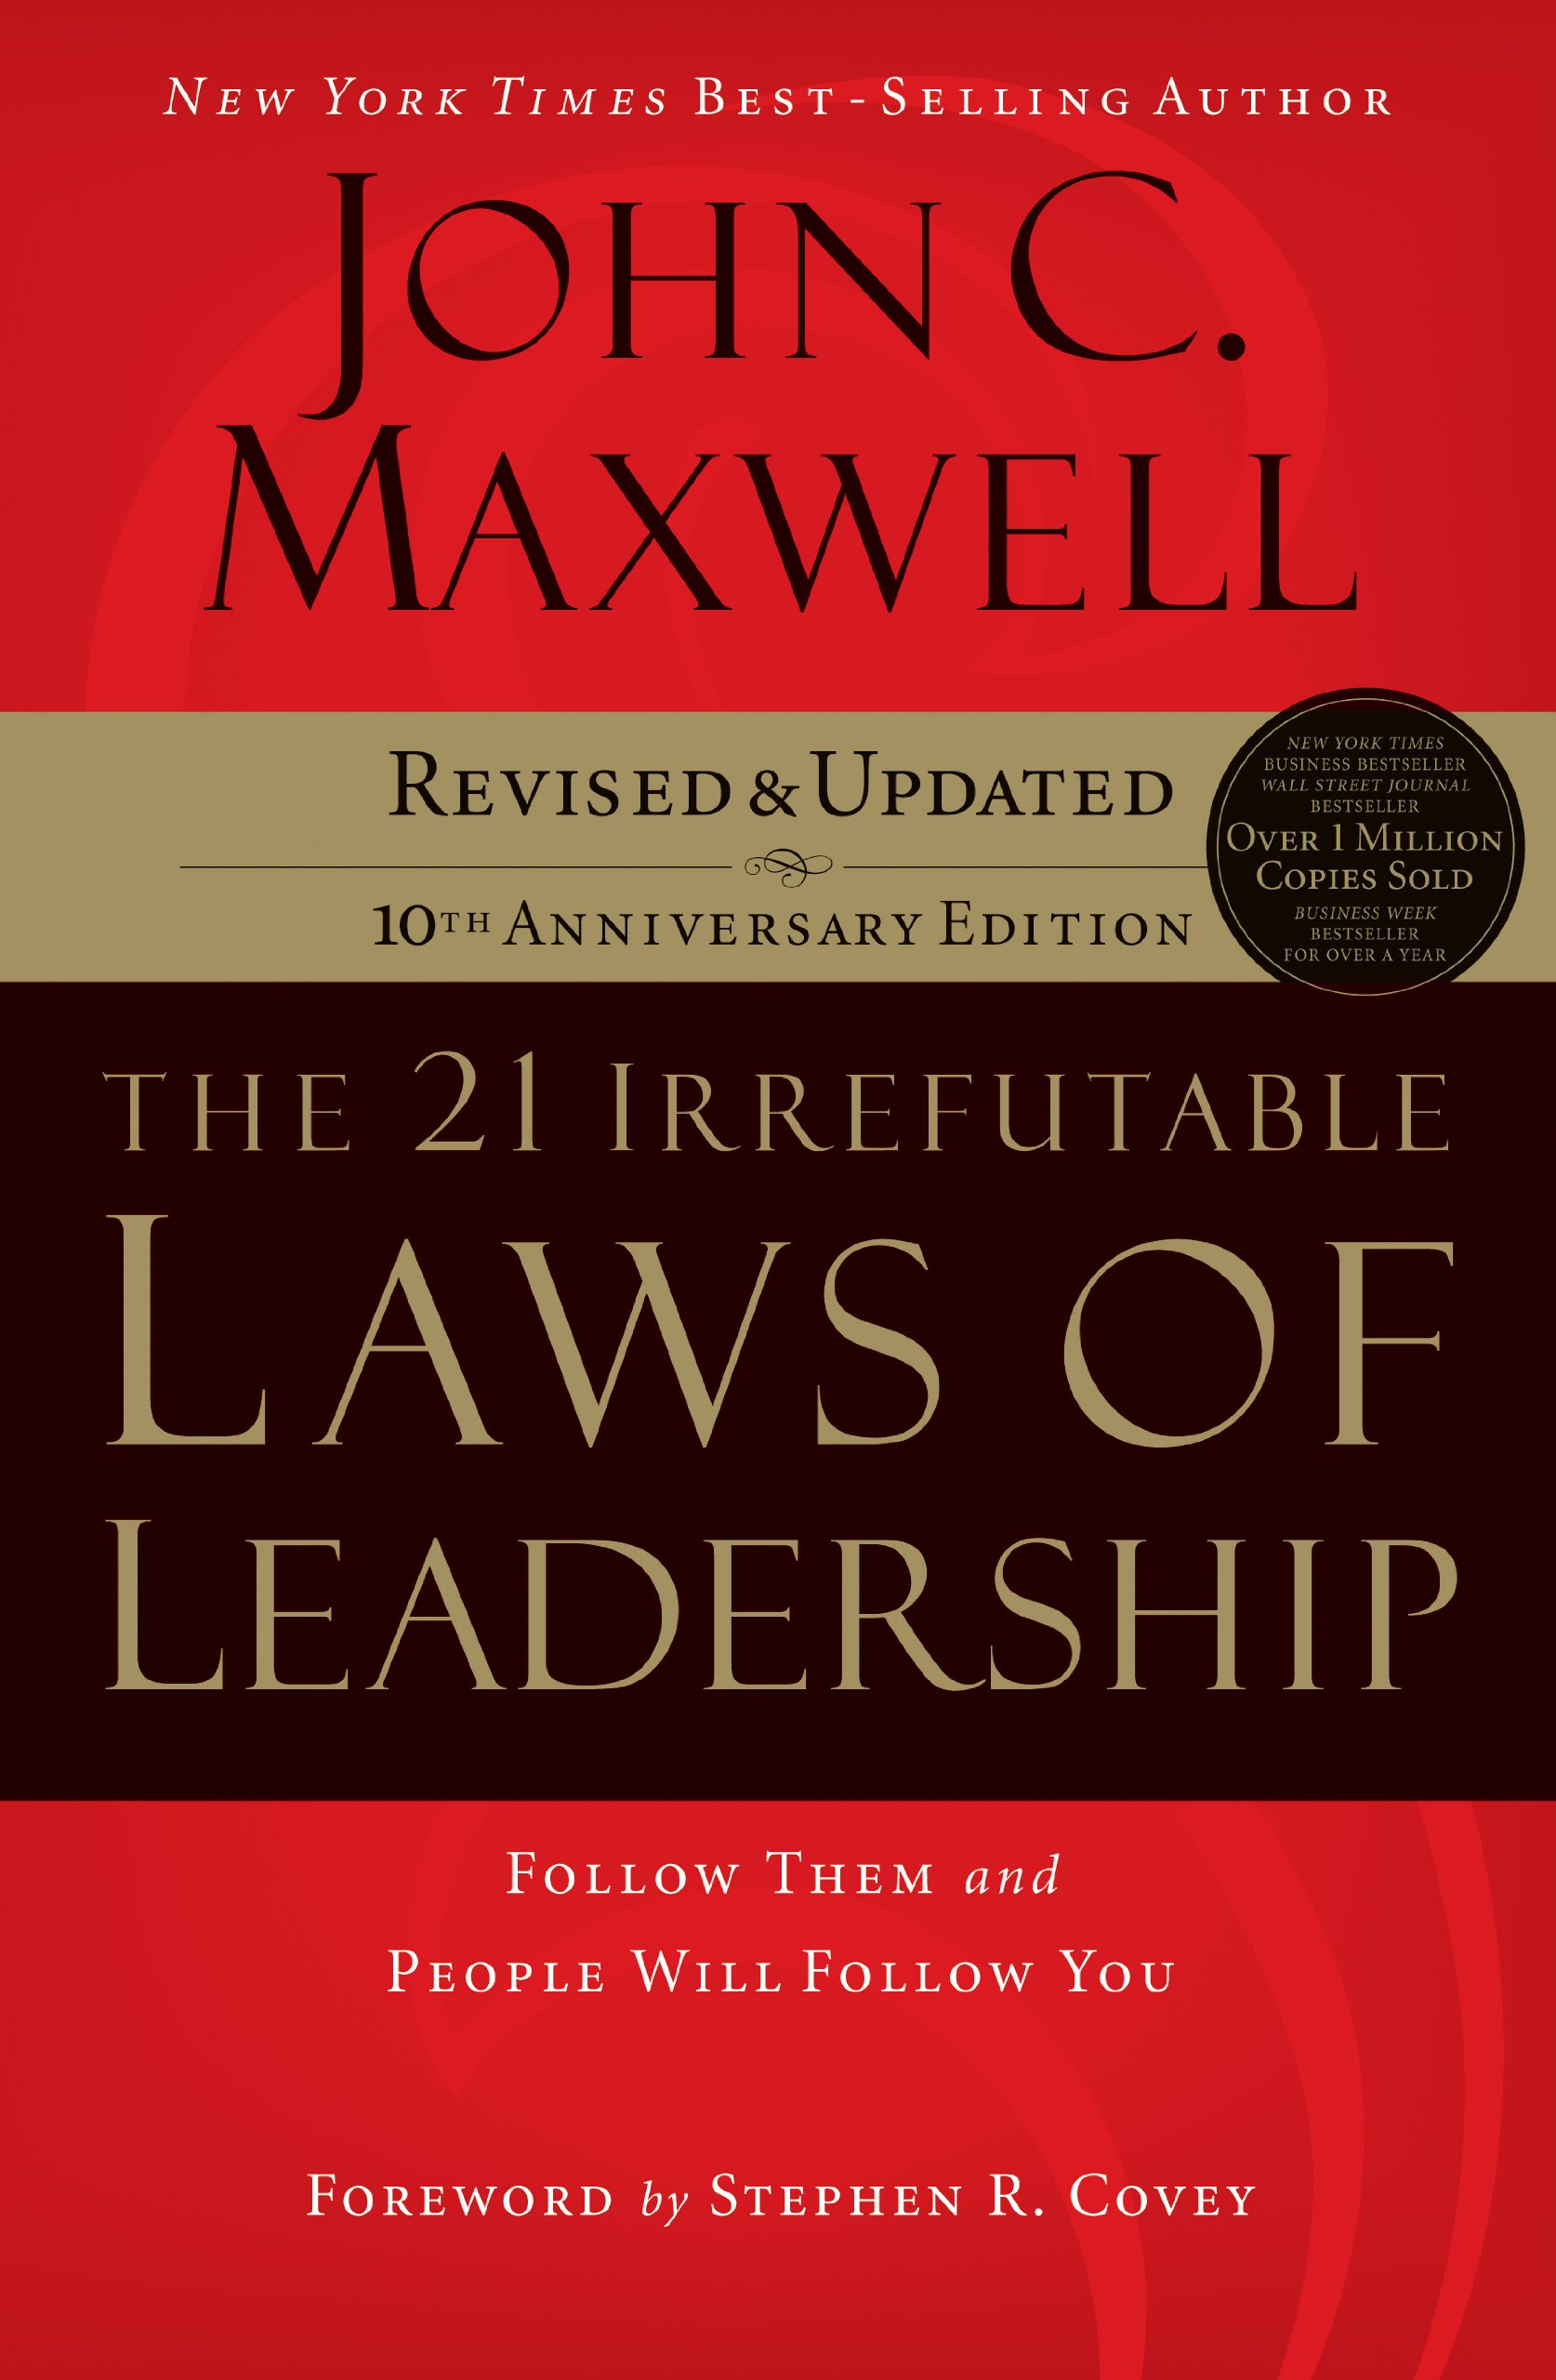 New York Times Best-Selling Author
John C.
Maxwell
Revised & Updated
10th Anniversary Edition
NEW YORK TIMES
BUSINESS BESTSELLER
WALL STREET JOURNAL
BESTSELLER
Over 1 Million
Copies Sold
BUSINESS WEEK
BESTSELLER
FOR OVER A YEAR
The 21 Irrefutable
Laws of
Leadership
Follow Them and
People Will Follow You
Foreword by Stephen R. Covey